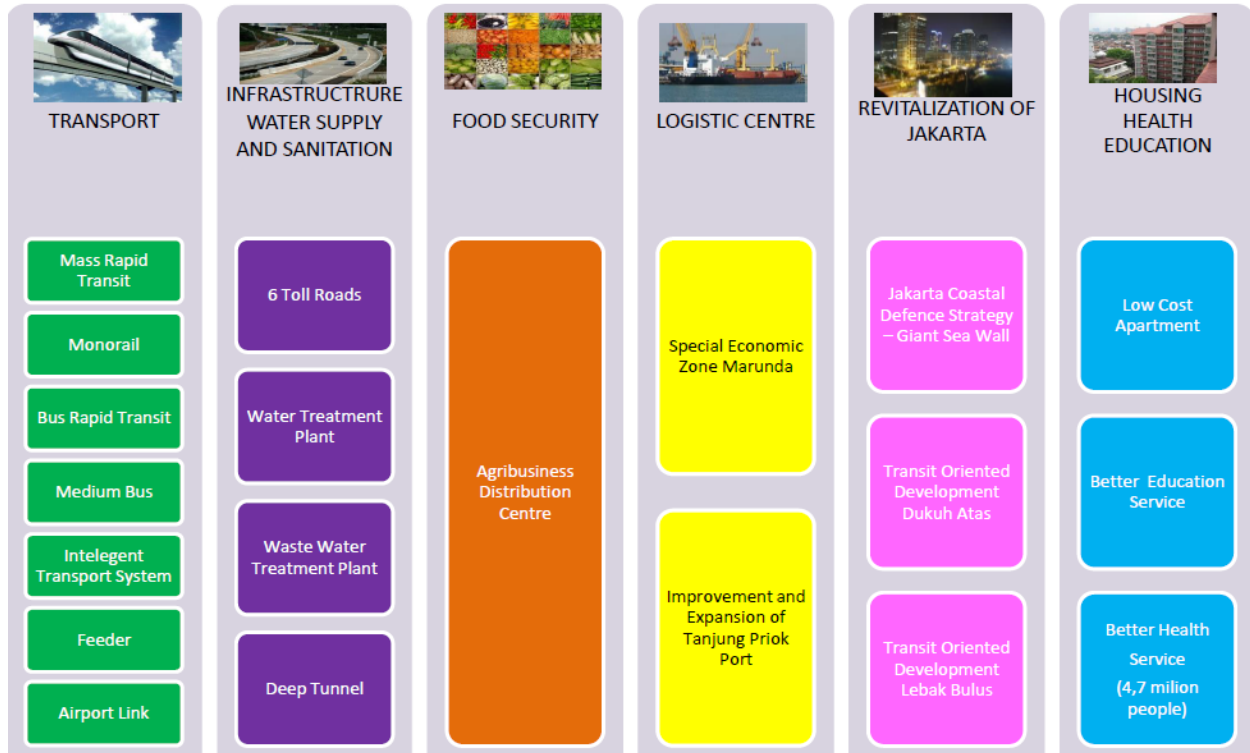 TRANSPORT
Mass Rapid
Transit
Monorail
Bus Rapid Transit
Medium Bus
Intelegent
Transport System
Feeder
Airport Link
INFRASTRUCTRURE
WATER SUPPLY
AND SANITATION
6 Toll Roads
Water Treatment
Plant
Waste Water
Treatment Plant
Deep Tunnel
FOOD SECURITY
Agribusiness
Distribution
Centre
LOGISTIC CENTRE
Special Economic
Zone Marunda
Improvement and
Expansion of
Tanjung Priok
Port
REVITALIZATION OF
JAKARTA
Jakarta Coastal
Defence Strategy
– Giant Sea Wall
Transit Oriented
Development
Dukuh Atas
Transit Oriented
Development
Lebak Bulus
HOUSING
HEALTH
EDUCATION
Low Cost
Apartment
Better Education
Service
Better Health
Service
(4,7 milion
people)